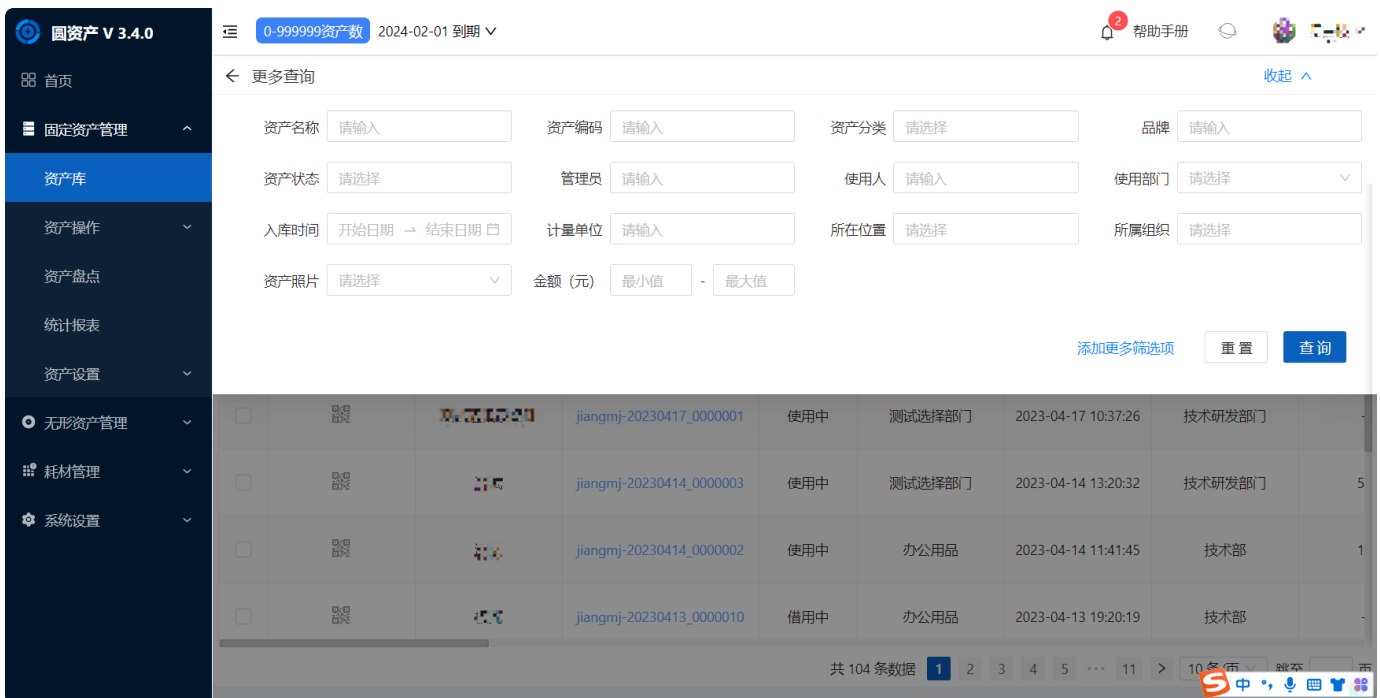 圆资产 V 3.4.0
0-999999资产数 2024-02-01 到期
2 帮助手册
首页
固定资产管理
资产库
资产操作
资产盘点
统计报表
资产设置
无形资产管理
耗材管理
系统设置
更多查询 收起
资产名称 请输入 资产编码 请输入 资产分类 请选择 品牌 请输入
资产状态 请选择 管理员 请输入 使用人 请输入 使用部门 请选择
入库时间 开始日期 → 结束日期 计量单位 请输入 所在位置 请选择 所属组织 请选择
资产照片 请选择 金额 (元) 最小值 - 最大值
添加更多筛选项 重 置 查 询
jiangmj-20230417_0000001 使用中 测试选择部门 2023-04-17 10:37:26 技术研发部门 -
jiangmj-20230414_0000003 使用中 测试选择部门 2023-04-14 13:20:32 技术研发部门 5
jiangmj-20230414_0000002 使用中 办公用品 2023-04-14 11:41:45 技术部 1
jiangmj-20230413_0000010 借用中 办公用品 2023-04-13 19:20:19 技术部 -
共 104 条数据 1 2 3 4 5 ••• 11 > 10 条/页 跳至 页
S 中